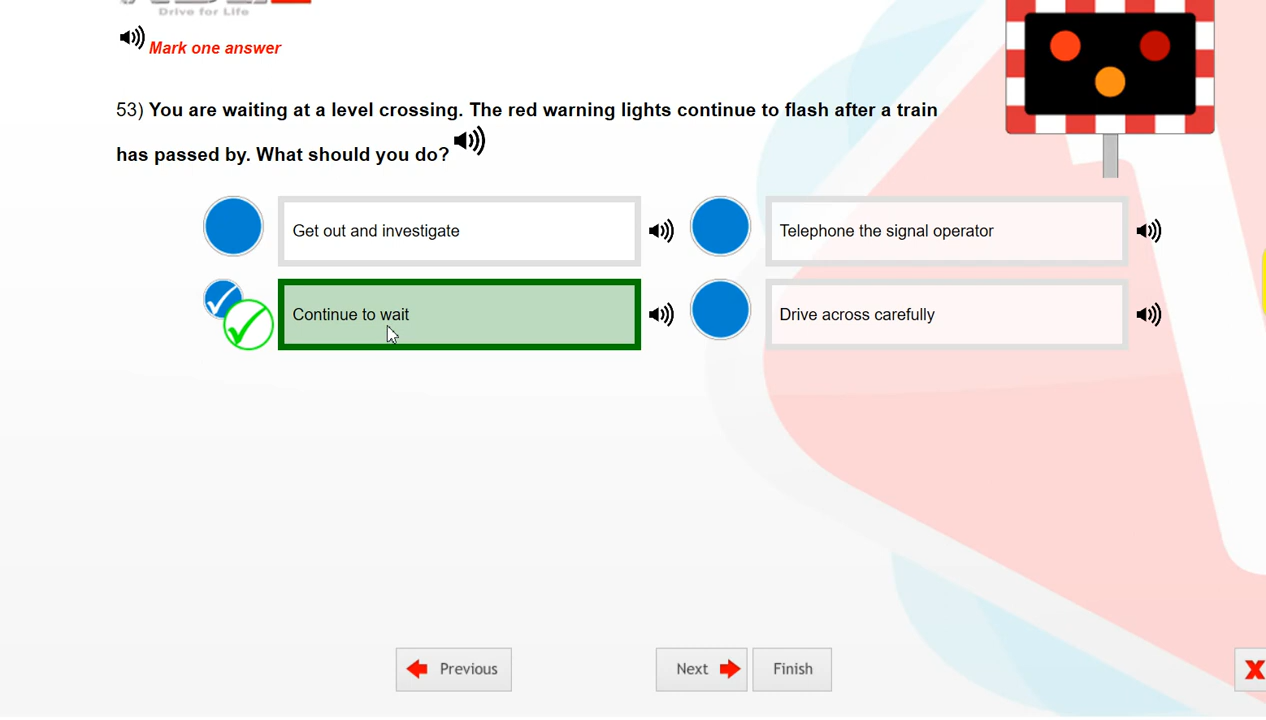 Drive for Life
Mark one answer
53) You are waiting at a level crossing. The red warning lights continue to flash after a train
has passed by. What should you do?
Get out and investigate
Telephone the signal operator
Continue to wait
Drive across carefully
Previous
Next
Finish
X